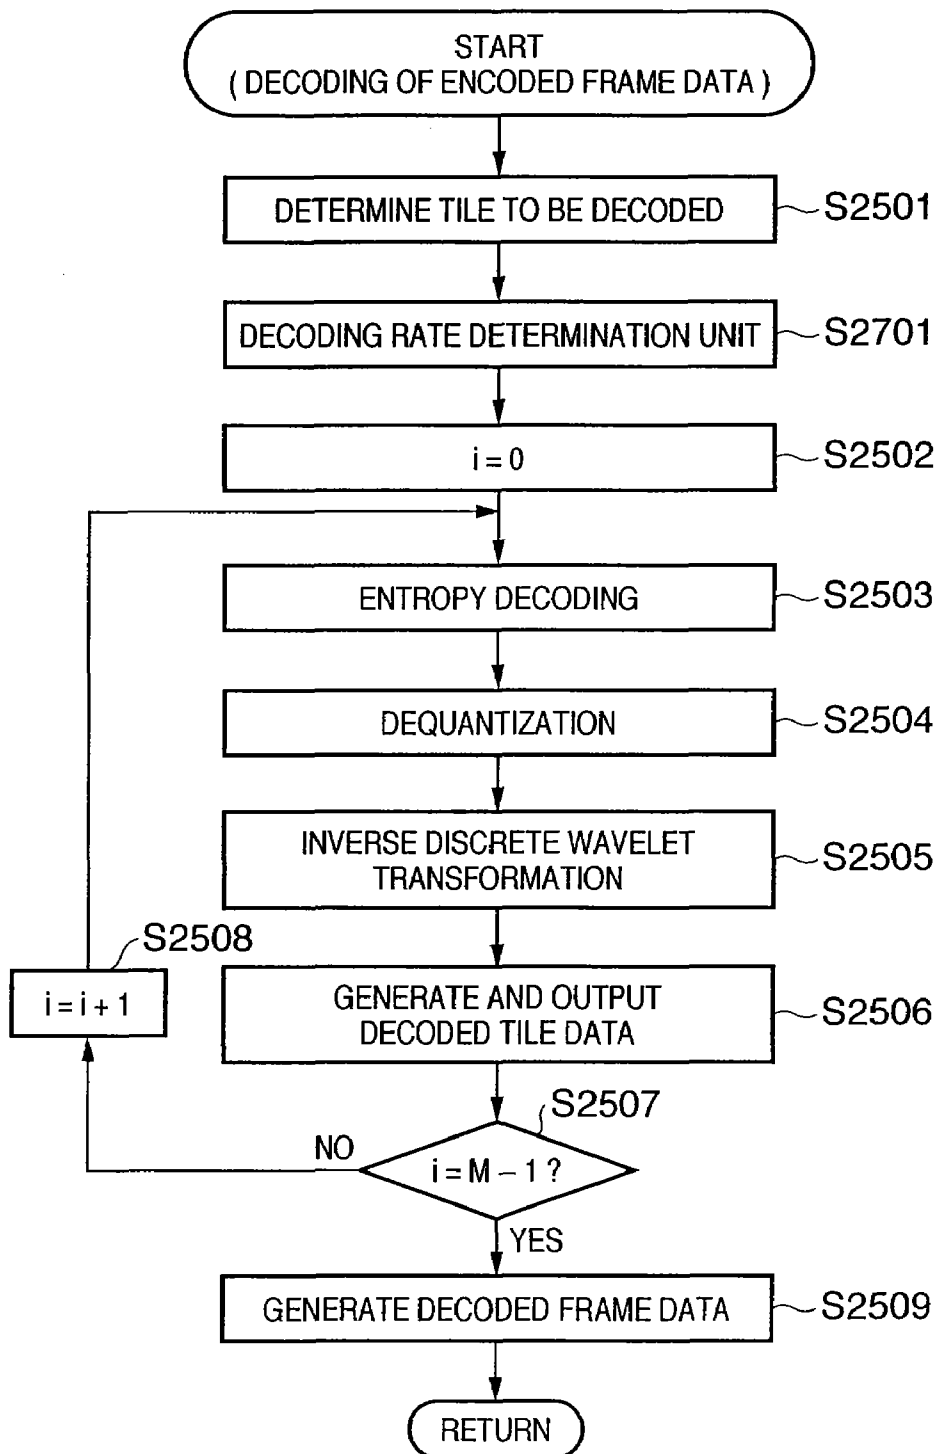 START
( DECODING OF ENCODED FRAME DATA )
DETERMINE TILE TO BE DECODED
S2501
DECODING RATE DETERMINATION UNIT
S2701
i = 0
S2502
ENTROPY DECODING
S2503
DEQUANTIZATION
S2504
INVERSE DISCRETE WAVELET
TRANSFORMATION
S2505
S2508
i = i + 1
GENERATE AND OUTPUT
DECODED TILE DATA
S2506
S2507
NO
i = M – 1 ?
YES
GENERATE DECODED FRAME DATA
S2509
RETURN